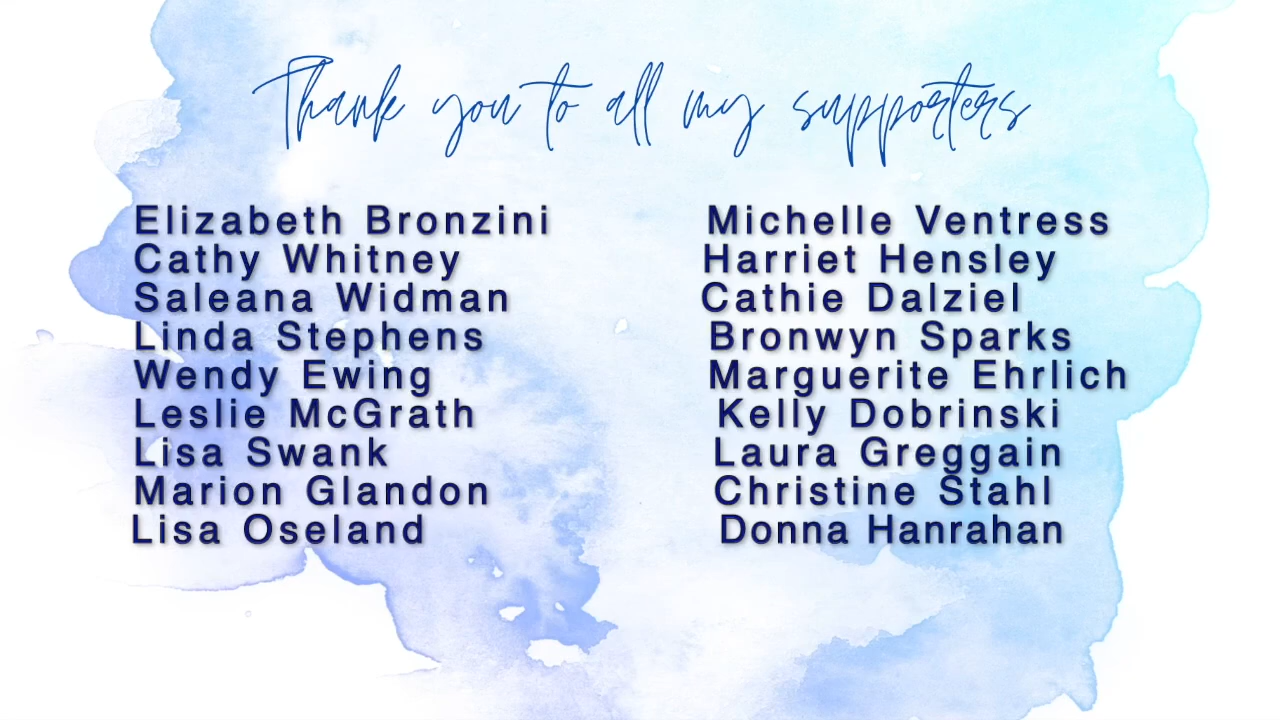 Thank you to all my supporters
Elizabeth Bronzini
Cathy Whitney
Saleana Widman
Linda Stephens
Wendy Ewing
Leslie McGrath
Lisa Swank
Marion Glandon
Lisa Oseland
Michelle Ventress
Harriet Hensley
Cathie Dalziel
Bronwyn Sparks
Marguerite Ehrlich
Kelly Dobrinski
Laura Greggain
Christine Stahl
Donna Hanrahan